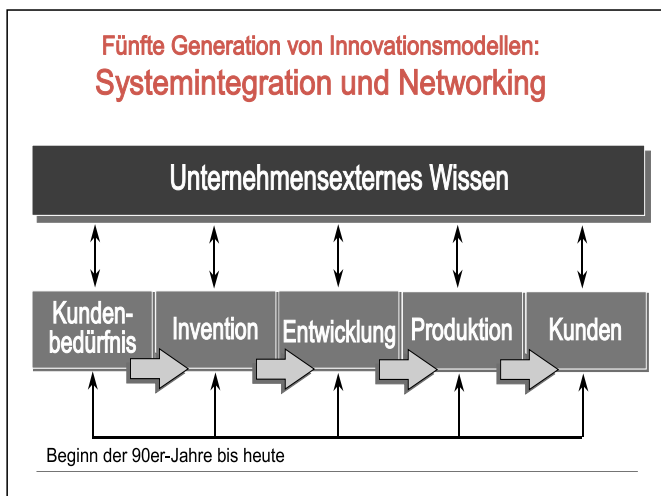 Fünfte Generation von Innovationsmodellen:
Systemintegration und Networking
Unternehmensexternes Wissen
Kunden-
bedürfnis
Invention
Entwicklung
Produktion
Kunden
Beginn der 90er-Jahre bis heute